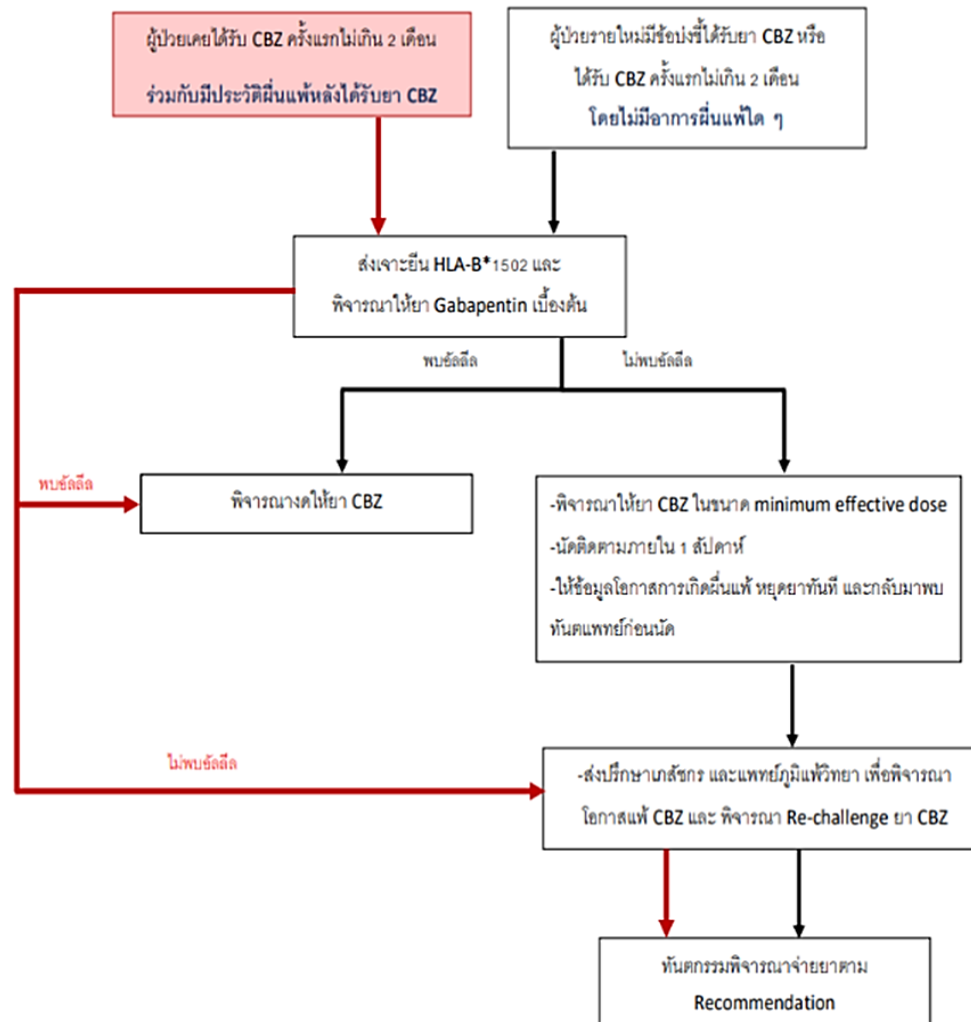 ผู้ป่วยเคยได้รับ CBZ ครั้งแรกไม่เกิน 2 เดือน
ร่วมกับมีประวัติผื่นแพ้หลังได้รับยา CBZ
ผู้ป่วยรายใหม่มีข้อบ่งชี้ได้รับยา CBZ หรือ
ได้รับ CBZ ครั้งแรกไม่เกิน 2 เดือน
โดยไม่มีอาการผื่นแพ้ใด ๆ
ส่งเจาะยีน HLA-B*1502 และ
พิจารณาให้ยา Gabapentin เบื้องต้น
พบอัลลีล
ไม่พบอัลลีล
พบอัลลีล
พิจารณางดให้ยา CBZ
-พิจารณาให้ยา CBZ ในขนาด minimum effective dose
-นัดติดตามภายใน 1 สัปดาห์
-ให้ข้อมูลโอกาสการเกิดผื่นแพ้ หยุดยาทันที และกลับมาพบ
ทันตแพทย์ก่อนนัด
ไม่พบอัลลีล
-ส่งปรึกษาเภสัชกร และแพทย์ภูมิแพ้วิทยา เพื่อพิจารณา
โอกาสแพ้ CBZ และ พิจารณา Re-challenge ยา CBZ
ทันตกรรมพิจารณาจ่ายยาตาม
Recommendation